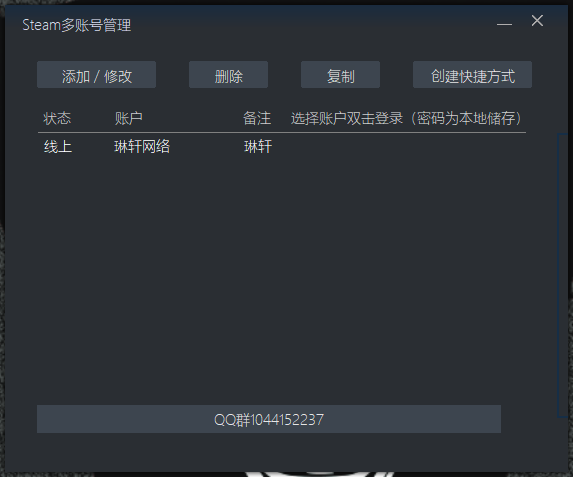 Steam多账号管理
添加 / 修改 删除 复制 创建快捷方式
状态 账户 备注 选择账户双击登录（密码为本地储存）
线上 琳轩网络 琳轩
QQ群1044152237